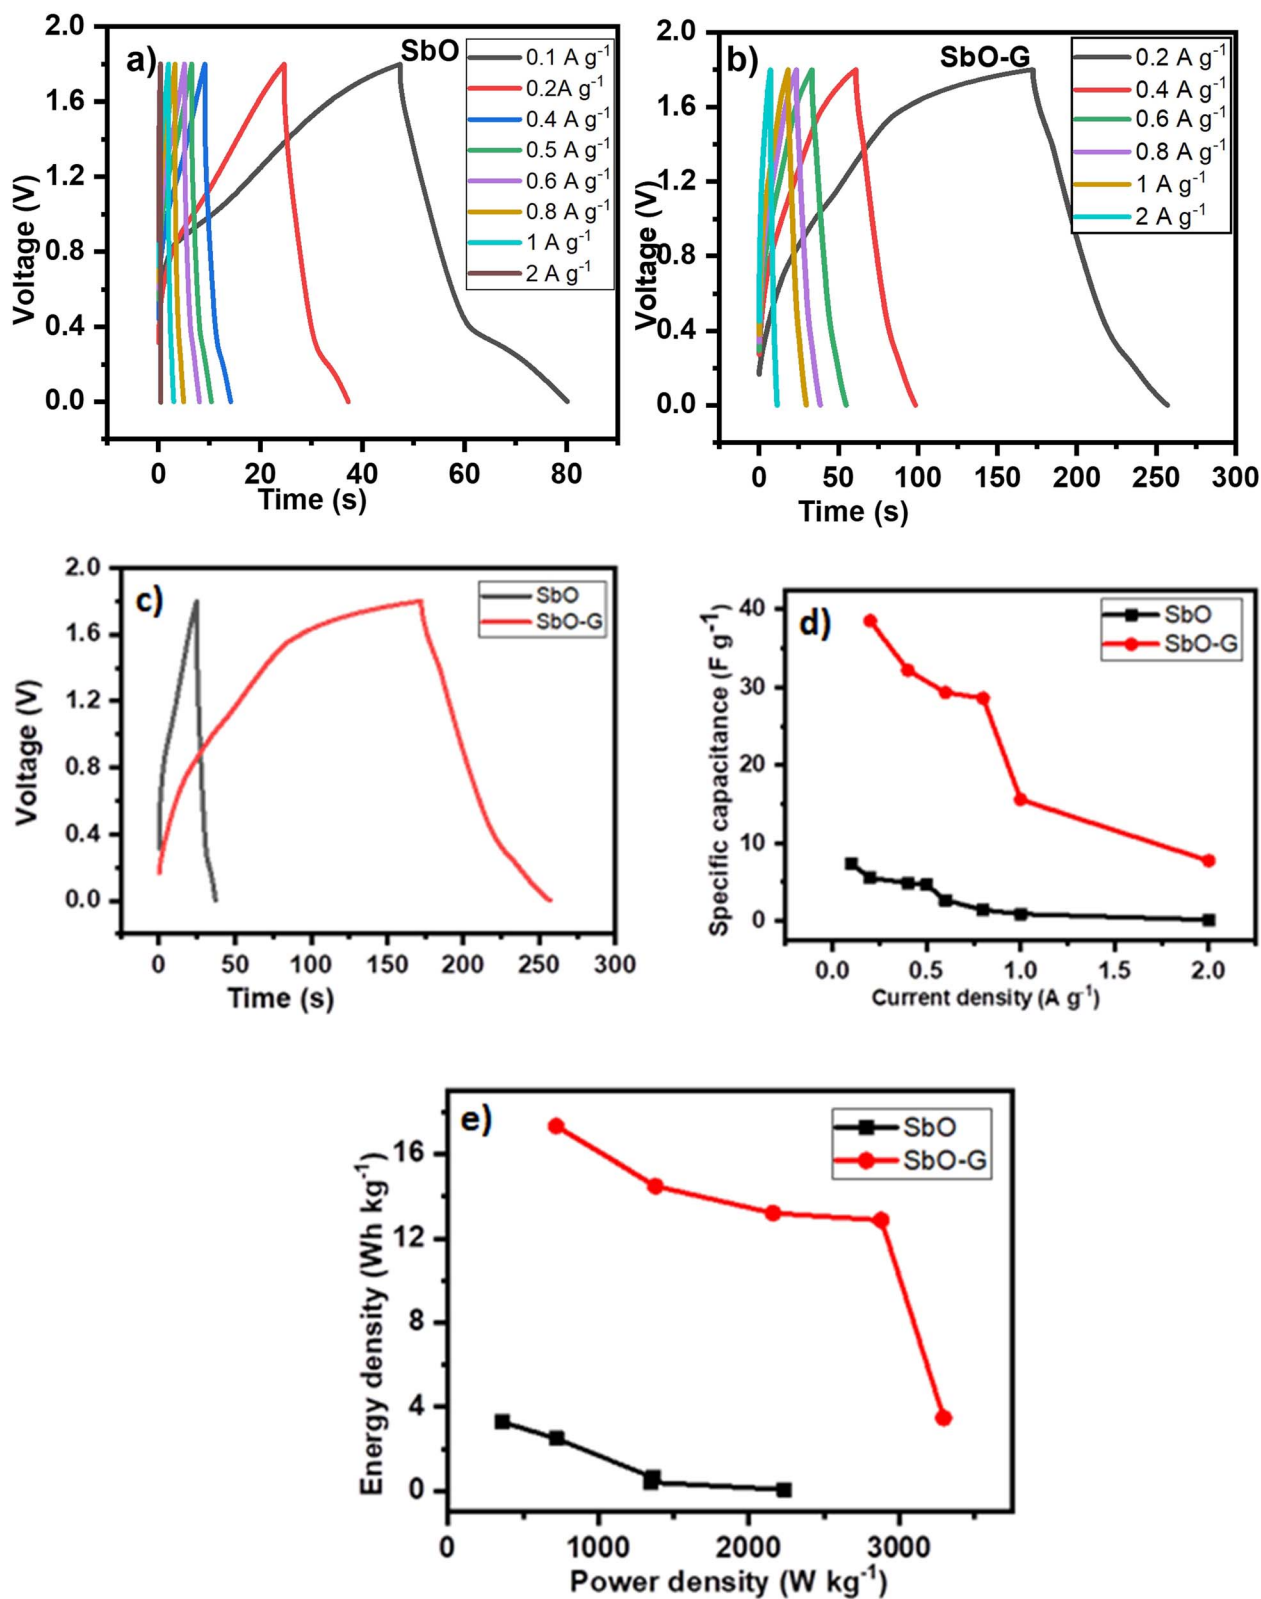 a)
SbO
2.0
1.6
1.2
0.8
0.4
0.0
Voltage (V)
0.1 A g-1
0.2A g-1
0.4 A g-1
0.5 A g-1
0.6 A g-1
0.8 A g-1
1 A g-1
2 A g-1
0 20 40 60 80
Time (s)
b)
SbO-G
2.0
1.6
1.2
0.8
0.4
0.0
Voltage (V)
0.2 A g-1
0.4 A g-1
0.6 A g-1
0.8 A g-1
1 A g-1
2 A g-1
0 50 100 150 200 250 300
Time (s)
c)
2.0
1.6
1.2
0.8
0.4
0.0
Voltage (V)
SbO
SbO-G
0 50 100 150 200 250 300
Time (s)
d)
40
30
20
10
0
Specific capacitance (F g-1)
SbO
SbO-G
0.0 0.5 1.0 1.5 2.0
Current density (A g-1)
e)
16
12
8
4
0
Energy density (Wh kg-1)
SbO
SbO-G
0 1000 2000 3000
Power density (W kg-1)